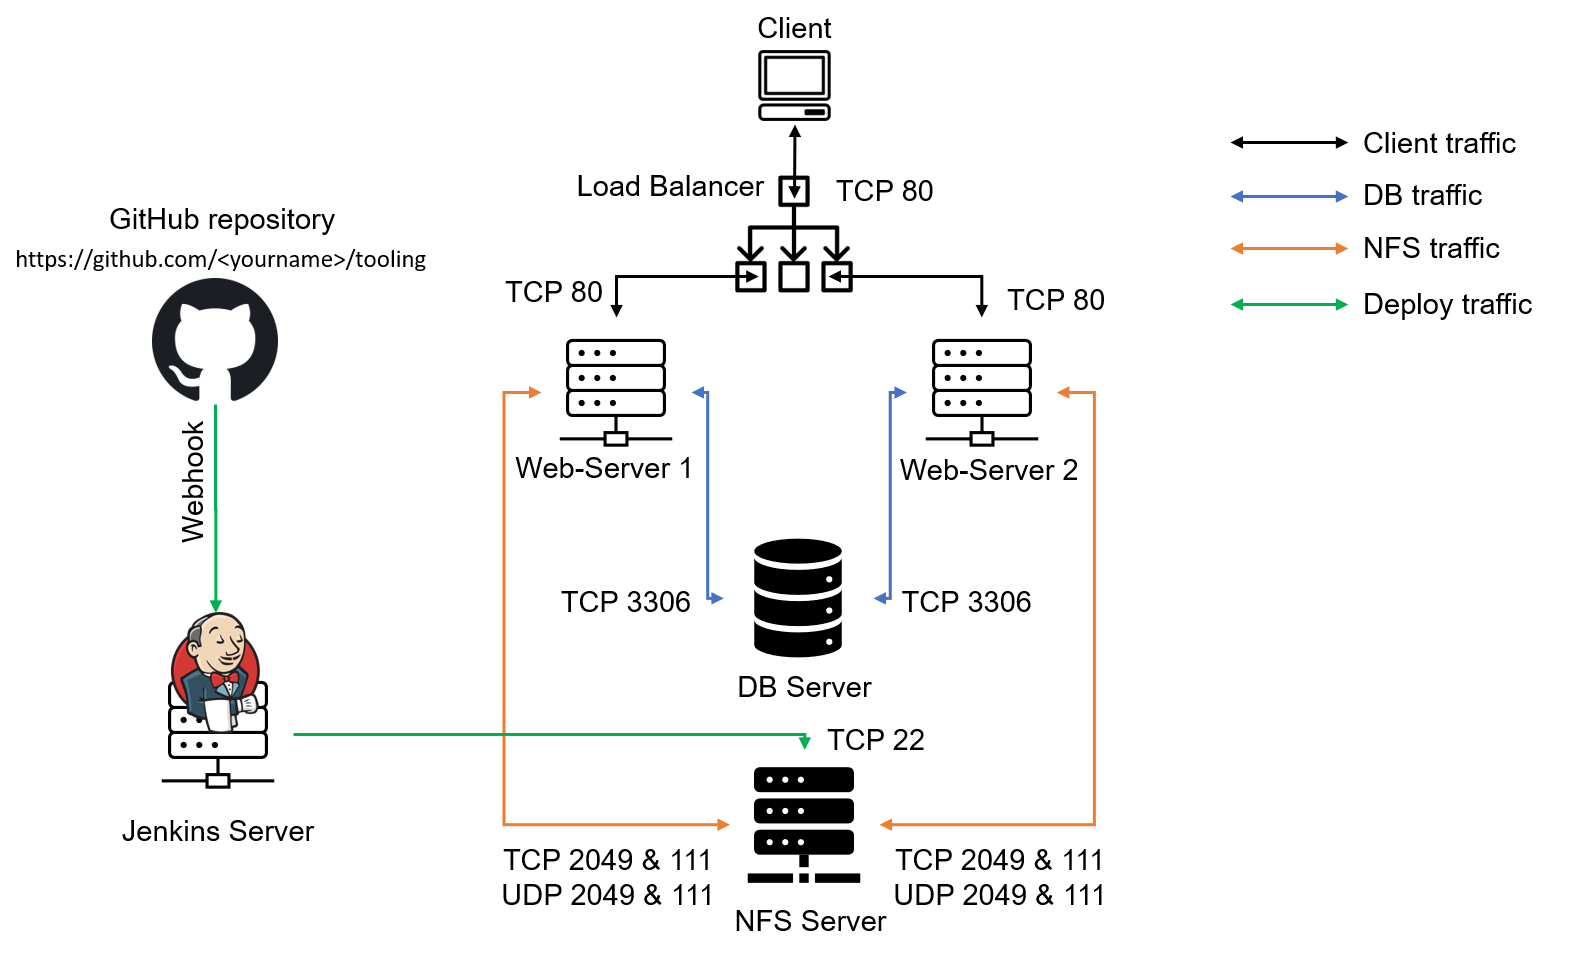 Client
Load Balancer
TCP 80
GitHub repository
https://github.com/<yourname>/tooling
TCP 80
TCP 80
Client traffic
DB traffic
NFS traffic
Deploy traffic
Webhook
Web-Server 1
Web-Server 2
TCP 3306
TCP 3306
DB Server
TCP 22
Jenkins Server
TCP 2049 & 111
UDP 2049 & 111
TCP 2049 & 111
UDP 2049 & 111
NFS Server